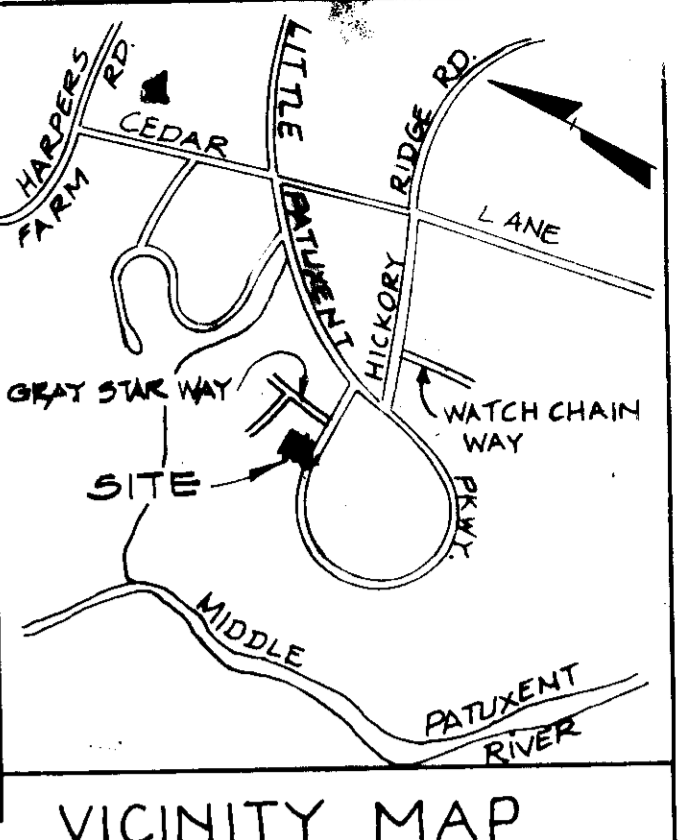 HARPERS
FARM
RD.
CEDAR
LANE
LITTLE
PATUXENT
PKWY.
HICKORY
RIDGE RD.
GRAY STAR WAY
WATCH CHAIN
WAY
SITE
MIDDLE
PATUXENT
RIVER
VICINITY MAP